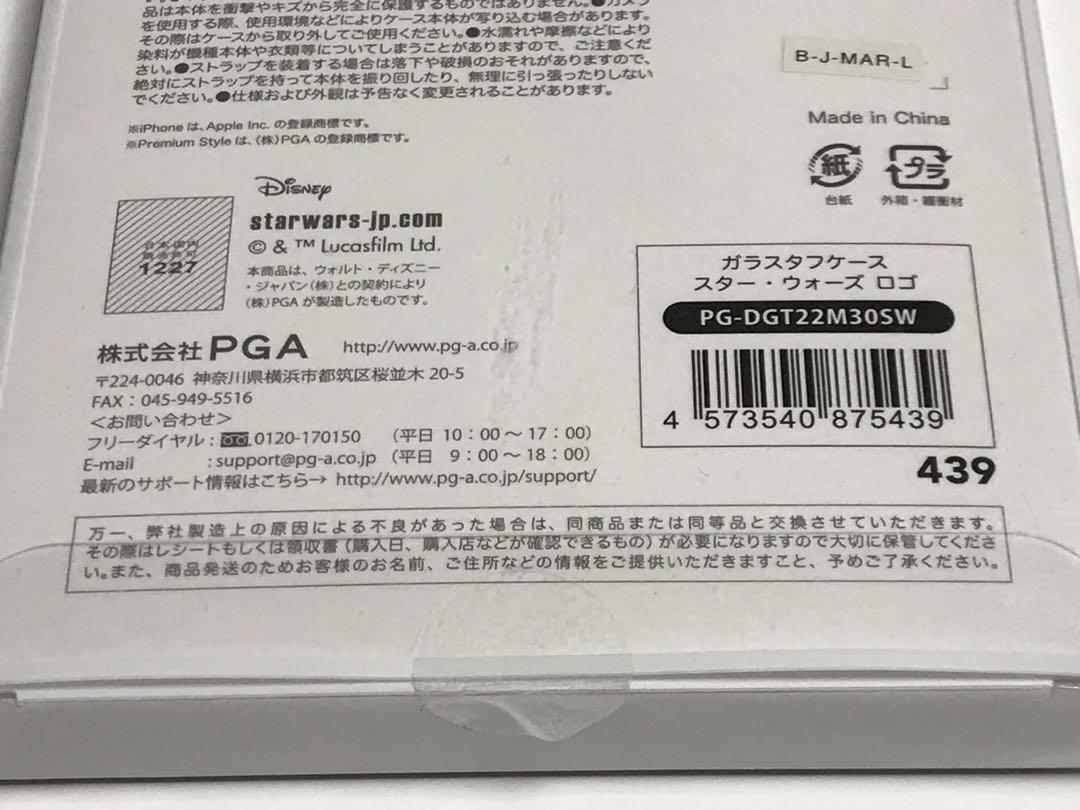 品は本体を衝撃やキズから完全に保護するものではありません。●カメラ
を使用する際、使用環境などによりケース本体が写り込む場合があります。
その際はケースから取り外してご使用ください。●水濡れや摩擦などにより
染料が機種本体や衣類等についてしまうことがありますので、ご注意くだ
さい。●ストラップを装着する場合は落下や破損のおそれがありますので、
絶対にストラップを持って本体を振り回したり、無理に引っ張ったりしない
でください。●仕様および外観は予告なく変更されることがあります。
※iPhone は、Apple Inc. の登録商標です。
※Premium Style は、(株)PGA の登録商標です。
B-J-MAR-L
Made in China
紙
台紙
プラ
外箱・緩衝材
Disney
starwars-jp.com
© & ™ Lucasfilm Ltd.
日本国内
販売許可
1227
本商品は、ウォルト・ディズニー
・ジャパン(株)との契約により
(株)PGA が製造したものです。
ガラスタフケース
スター・ウォーズ ロゴ
PG-DGT22M30SW
4 573540 875439
439
株式会社 PGA http://www.pg-a.co.jp
〒224-0046 神奈川県横浜市都筑区桜並木 20-5
FAX : 045-949-5516
<お問い合わせ>
フリーダイヤル : 0120-170150 (平日 10 : 00 ~ 17 : 00)
E-mail : support@pg-a.co.jp (平日 9 : 00 ~ 18 : 00)
最新のサポート情報はこちら→ http://www.pg-a.co.jp/support/
万一、弊社製造上の原因による不良があった場合は、同商品または同等品と交換させていただきます。
その際はレシートもしくは領収書(購入日、購入店などが確認できるもの)が必要になりますので大切に保管してくださ
い。また、商品発送のためお客様のお名前、ご住所などの情報をご提供いただきますこと、予めご了承ください。